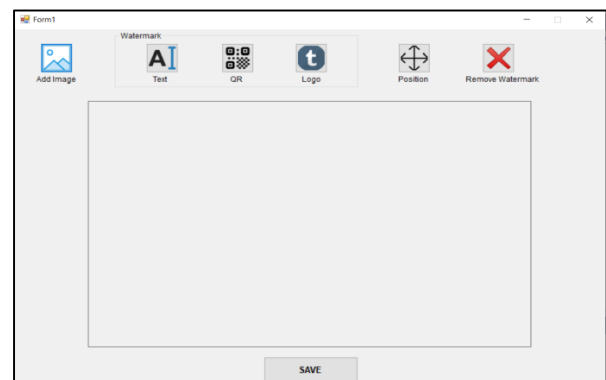 Form1
Watermark
Add Image
Text
QR
Logo
Position
Remove Watermark
SAVE